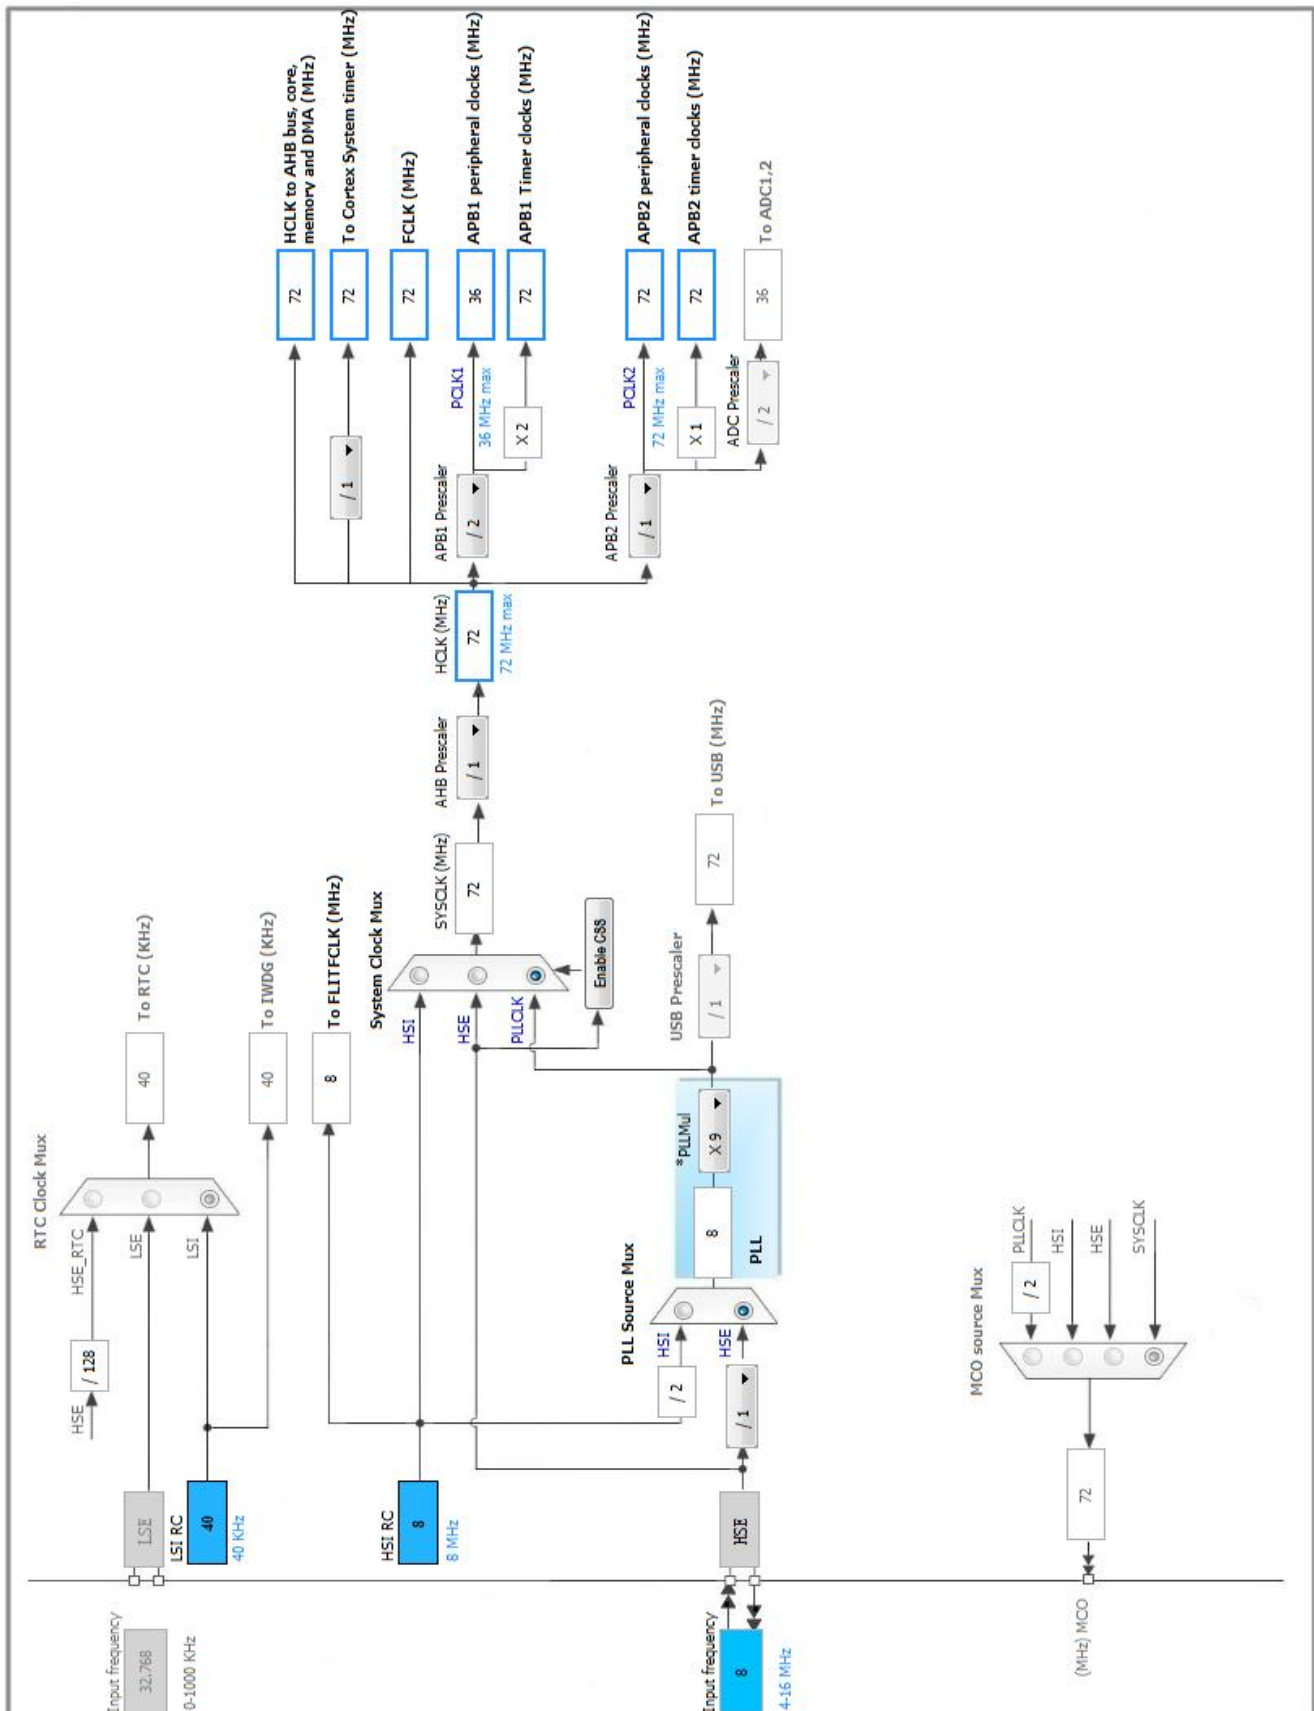 RTC Clock Mux
HSE
/ 128
HSE_RTC
LSE
LSI
40
To RTC (KHz)
Input frequency
32.768
0-1000 KHz
LSE
LSI RC
40
40 KHz
40
To IWDG (KHz)
8
To FLITFCLK (MHz)
HSI RC
8
8 MHz
System Clock Mux
HSI
HSE
PLLCLK
Enable CSS
SYSCLK (MHz)
72
AHB Prescaler
/ 1
HCLK (MHz)
72
72 MHz max
72
HCLK to AHB bus, core,
memory and DMA (MHz)
/ 1
72
To Cortex System timer (MHz)
72
FCLK (MHz)
APB1 Prescaler
/ 2
PCLK1
36 MHz max
36
APB1 peripheral clocks (MHz)
X 2
72
APB1 Timer clocks (MHz)
APB2 Prescaler
/ 1
PCLK2
72 MHz max
72
APB2 peripheral clocks (MHz)
X 1
72
APB2 timer clocks (MHz)
ADC Prescaler
/ 2
36
To ADC1,2
PLL Source Mux
/ 2
HSI
HSE
/ 1
Input frequency
8
4-16 MHz
HSE
8
*PLLMul
X 9
PLL
USB Prescaler
/ 1
72
To USB (MHz)
MCO source Mux
/ 2
PLLCLK
HSI
HSE
SYSCLK
72
(MHz) MCO